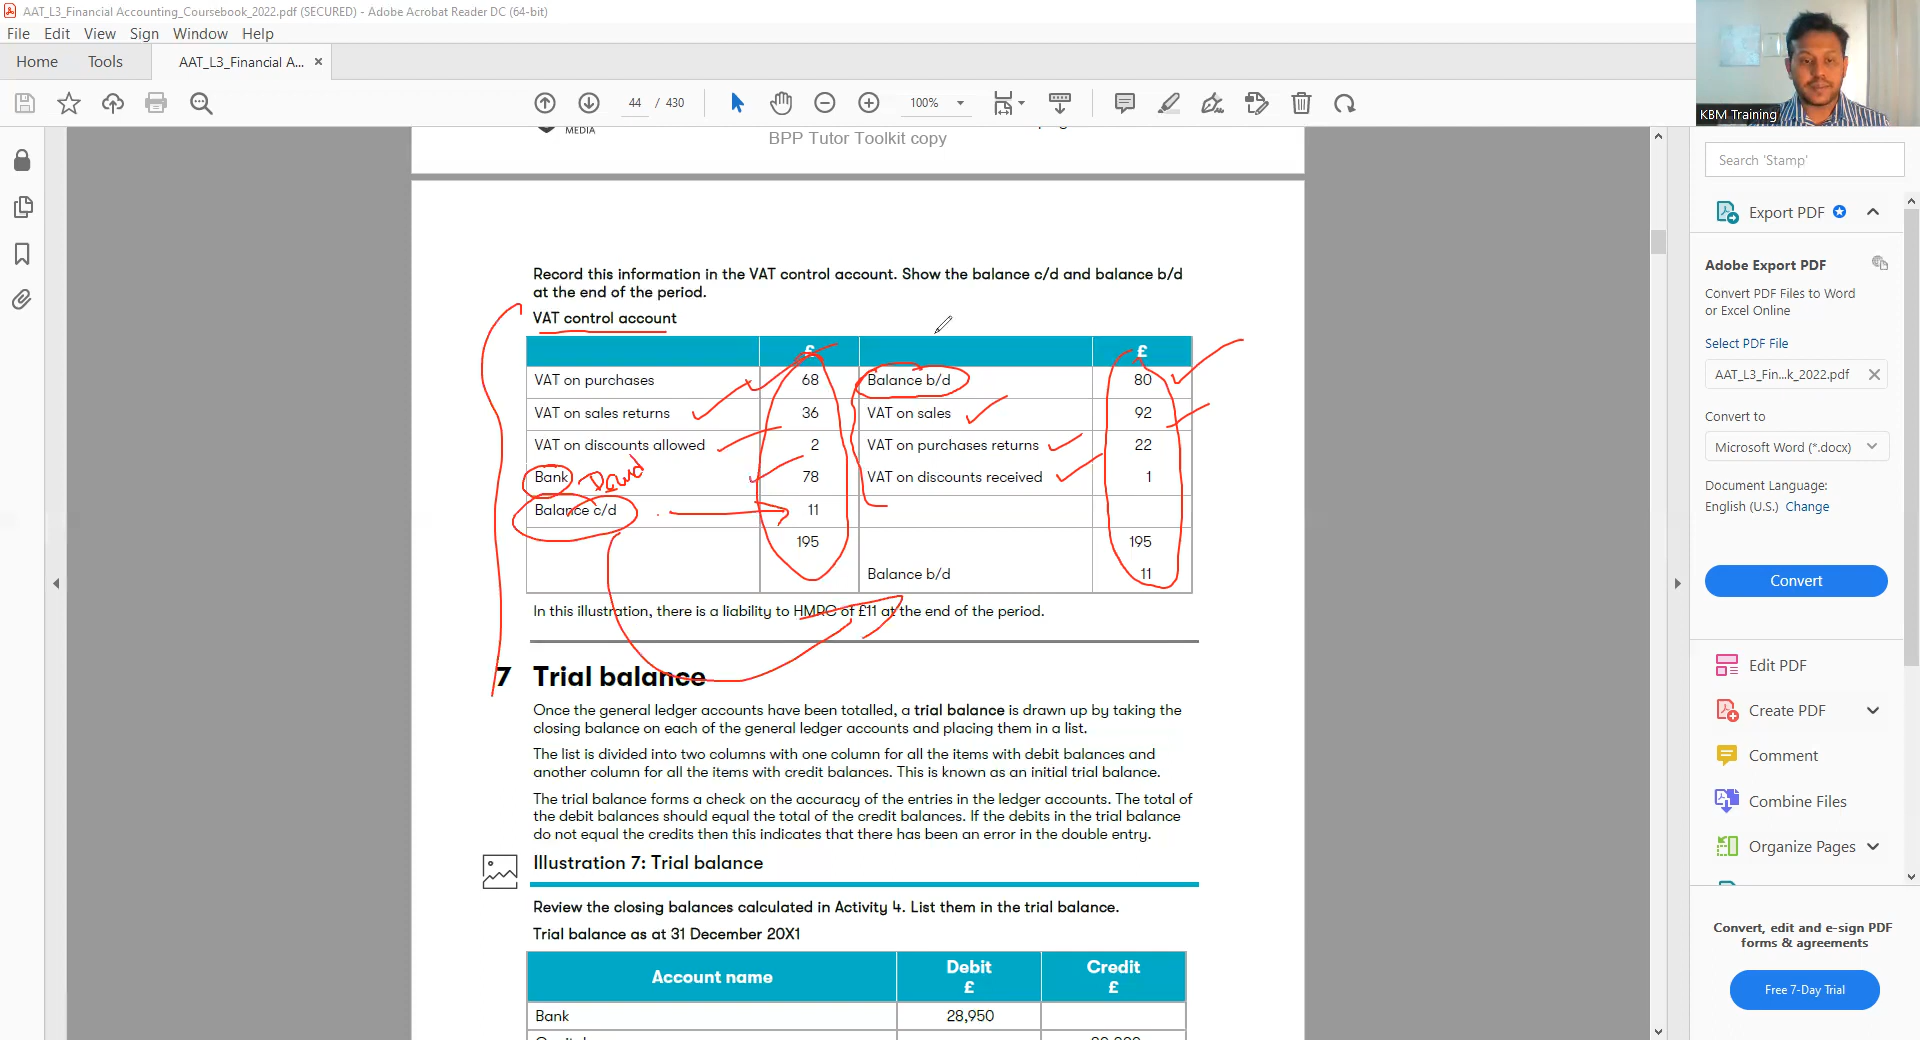 AAT_L3_Financial Accounting_Coursebook_2022.pdf (SECURED) - Adobe Acrobat Reader DC (64-bit)
File Edit View Sign Window Help
Home Tools AAT_L3_Financial A... ×
44 / 430 100%
KBM Training
MEDIA
BPP Tutor Toolkit copy
Record this information in the VAT control account. Show the balance c/d and balance b/d
at the end of the period.
VAT control account
£ £
VAT on purchases 68 Balance b/d 80
VAT on sales returns 36 VAT on sales 92
VAT on discounts allowed 2 VAT on purchases returns 22
Bank 78 VAT on discounts received 1
Balance c/d 11
195 195
Balance b/d 11
In this illustration, there is a liability to HMRC of £11 at the end of the period.
7 Trial balance
Once the general ledger accounts have been totalled, a trial balance is drawn up by taking the
closing balance on each of the general ledger accounts and placing them in a list.
The list is divided into two columns with one column for all the items with debit balances and
another column for all the items with credit balances. This is known as an initial trial balance.
The trial balance forms a check on the accuracy of the entries in the ledger accounts. The total of
the debit balances should equal the total of the credit balances. If the debits in the trial balance
do not equal the credits then this indicates that there has been an error in the double entry.
Illustration 7: Trial balance
Review the closing balances calculated in Activity 4. List them in the trial balance.
Trial balance as at 31 December 20X1
Account name Debit Credit
£ £
Bank 28,950
Search 'Stamp'
Export PDF
Adobe Export PDF
Convert PDF Files to Word
or Excel Online
Select PDF File
AAT_L3_Fin...k_2022.pdf
Convert to
Microsoft Word (*.docx)
Document Language:
English (U.S.) Change
Convert
Edit PDF
Create PDF
Comment
Combine Files
Organize Pages
Convert, edit and e-sign PDF
forms & agreements
Free 7-Day Trial